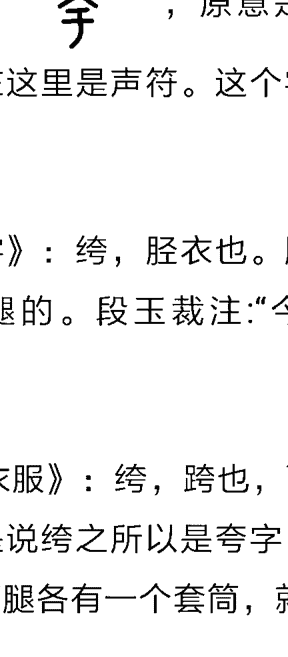 ，原意是
这里是声符。这个
》：绔，胫衣也。
腿的。段玉裁注:“今
衣服》：绔，跨也，
是说绔之所以是夸字
腿各有一个套筒，就